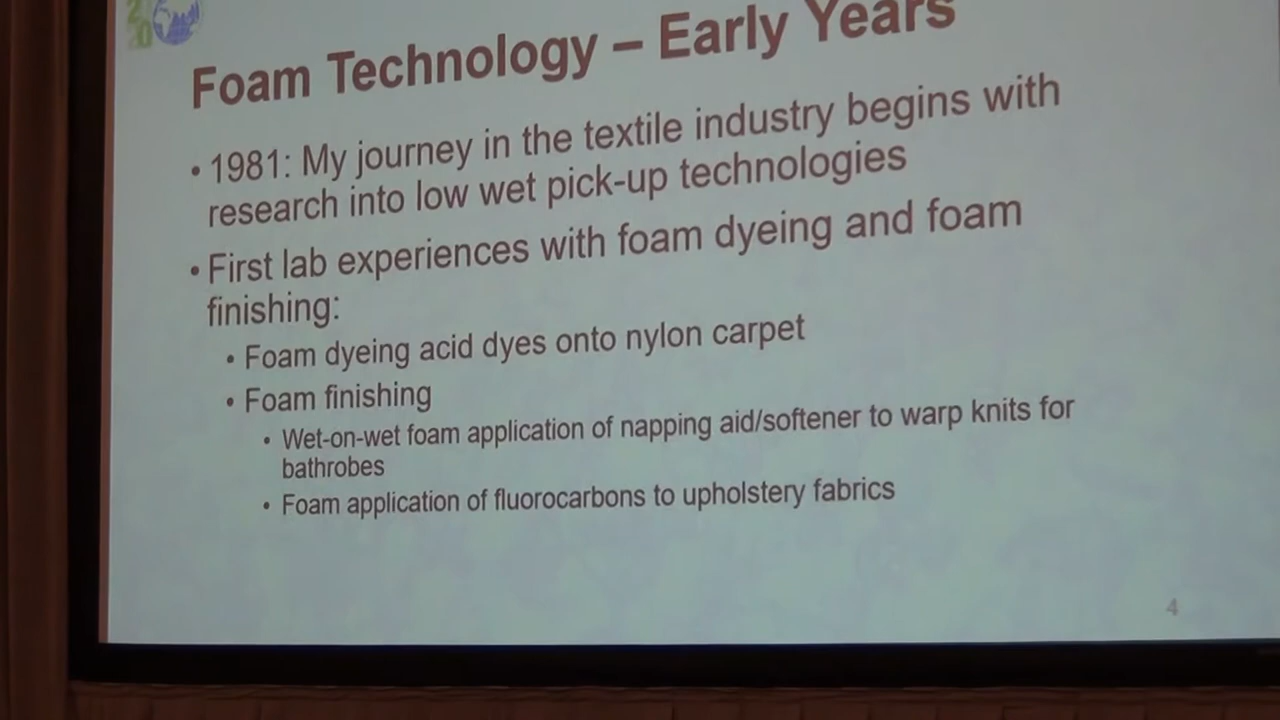 Foam Technology – Early Years
• 1981: My journey in the textile industry begins with
research into low wet pick-up technologies
• First lab experiences with foam dyeing and foam
finishing:
• Foam dyeing acid dyes onto nylon carpet
• Foam finishing
• Wet-on-wet foam application of napping aid/softener to warp knits for
bathrobes
• Foam application of fluorocarbons to upholstery fabrics
4